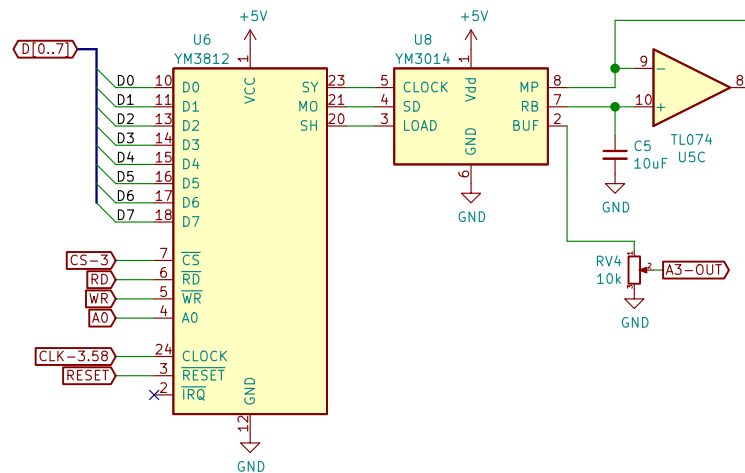 +5V
+5V
D[0..7]
U6
YM3812
U8
YM3014
1
1
D0 10 D0 VCC SY 23 5 CLOCK Vdd MP 8
D1 11 D1 MO 21 4 SD RB 7
D2 13 D2 SH 20 3 LOAD GND BUF 2
D3 14 D3
D4 15 D4
D5 16 D5
D6 17 D6
D7 18 D7
6
GND
9 −
10 +
8
TL074
U5C
C5
10uF
GND
CS-3 7 CS
RD 6 RD
WR 5 WR
A0 4 A0
RV4
10k
1
2
3
A3-OUT
GND
CLK-3.58 24 CLOCK
RESET 3 RESET
2 IRQ
GND
12
GND